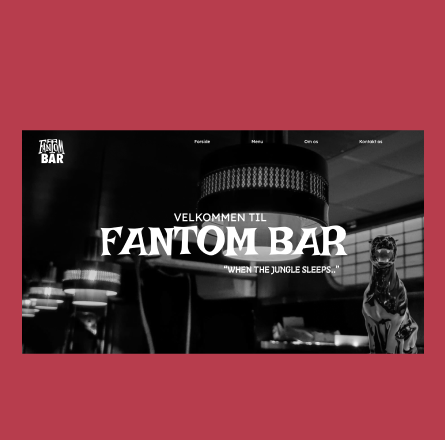 FANTOM
BAR
Forside
Menu
Om os
Kontakt os
VELKOMMEN TIL
FANTOM BAR
"WHEN THE JUNGLE SLEEPS..."